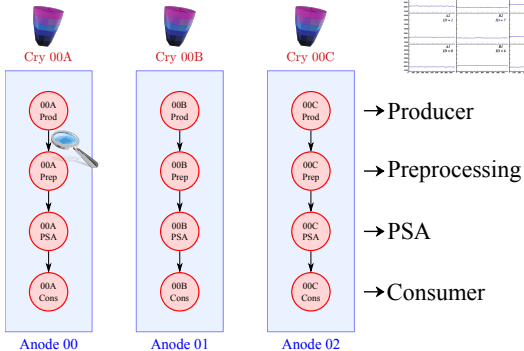 Cry 00A Cry 00B Cry 00C
00A 00B 00C
Prod Prod Prod
Producer
00A 00B 00C
Prep Prep Prep
Preprocessing
00A 00B 00C
PSA PSA PSA
PSA
00A 00B 00C
Cons Cons Cons
Consumer
Anode 00 Anode 01 Anode 02